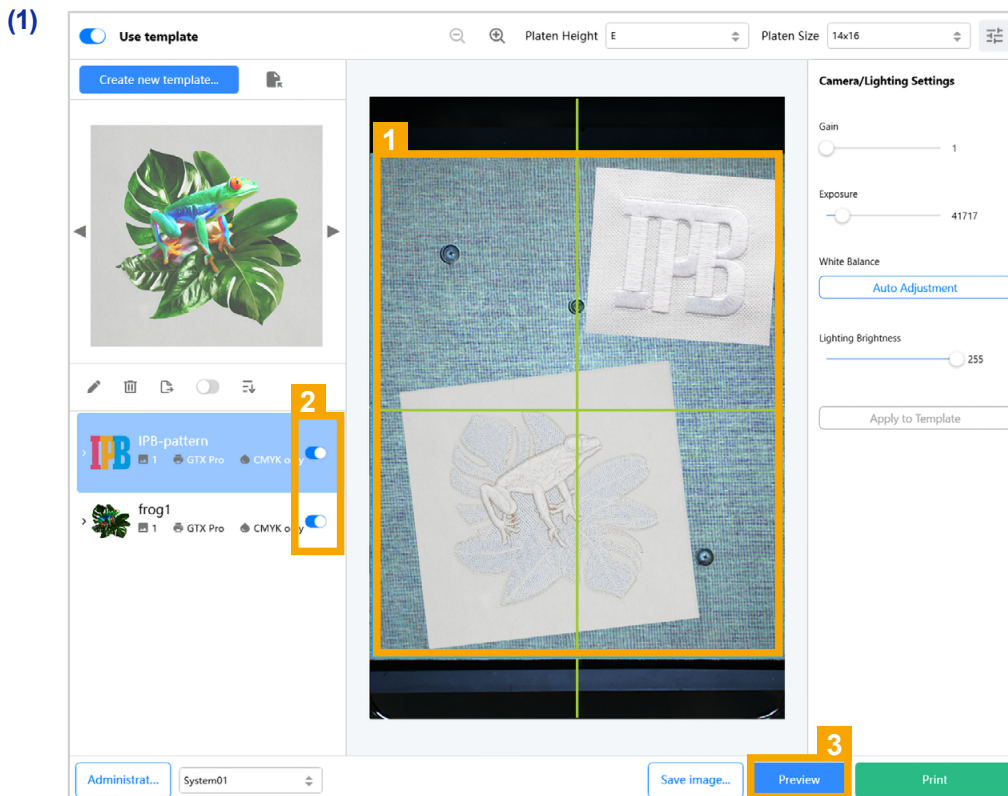 (1)
Use template
Platen Height E
Platen Size 14x16
Create new template...
Camera/Lighting Settings
Gain
1
Exposure
41717
White Balance
Auto Adjustment
Lighting Brightness
255
Apply to Template
1
IPB
2
IPB
IPB-pattern
1 GTX Pro CMYK only
frog1
1 GTX Pro CMYK only
3
Administrat...
System01
Save image...
Preview
Print